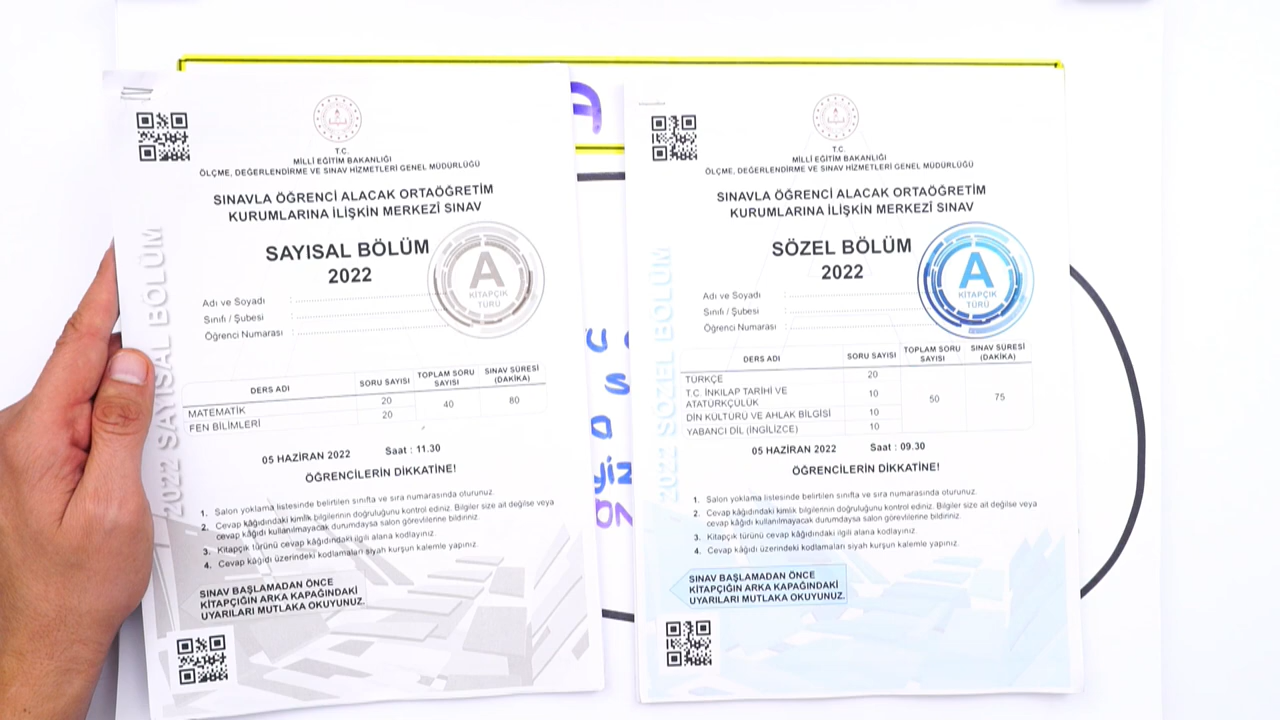 T.C.
MİLLİ EĞİTİM BAKANLIĞI
ÖLÇME, DEĞERLENDİRME VE SINAV HİZMETLERİ GENEL MÜDÜRLÜĞÜ
SINAVLA ÖĞRENCİ ALACAK ORTAÖĞRETİM
KURUMLARINA İLİŞKİN MERKEZÎ SINAV
SAYISAL BÖLÜM
2022
A
KİTAPÇIK
TÜRÜ
Adı ve Soyadı :
Sınıfı / Şubesi :
Öğrenci Numarası :
DERS ADI SORU SAYISI TOPLAM SORU SAYISI SINAV SÜRESİ (DAKİKA)
MATEMATİK 20 40 80
FEN BİLİMLERİ 20
05 HAZİRAN 2022 Saat : 11.30
ÖĞRENCİLERİN DİKKATİNE!
1. Salon yoklama listesinde belirtilen sınıfta ve sıra numarasında oturunuz.
2. Cevap kâğıdındaki kimlik bilgilerinin doğruluğunu kontrol ediniz. Bilgiler size ait değilse veya
cevap kâğıdı kullanılmayacak durumdaysa salon görevlilerine bildiriniz.
3. Kitapçık türünü cevap kâğıdındaki ilgili alana kodlayınız.
4. Cevap kâğıdı üzerindeki kodlamaları siyah kurşun kalemle yapınız.
SINAV BAŞLAMADAN ÖNCE
KİTAPÇIĞIN ARKA KAPAĞINDAKİ
UYARILARI MUTLAKA OKUYUNUZ.
2022 SAYISAL BÖLÜM
A
T.C.
MİLLİ EĞİTİM BAKANLIĞI
ÖLÇME, DEĞERLENDİRME VE SINAV HİZMETLERİ GENEL MÜDÜRLÜĞÜ
SINAVLA ÖĞRENCİ ALACAK ORTAÖĞRETİM
KURUMLARINA İLİŞKİN MERKEZÎ SINAV
SÖZEL BÖLÜM
2022
A
KİTAPÇIK
TÜRÜ
Adı ve Soyadı :
Sınıfı / Şubesi :
Öğrenci Numarası :
DERS ADI SORU SAYISI TOPLAM SORU SAYISI SINAV SÜRESİ (DAKİKA)
TÜRKÇE 20 50 75
T.C. İNKILAP TARİHİ VE
ATATÜRKÇÜLÜK 10
DİN KÜLTÜRÜ VE AHLAK BİLGİSİ 10
YABANCI DİL (İNGİLİZCE) 10
05 HAZİRAN 2022 Saat : 09.30
ÖĞRENCİLERİN DİKKATİNE!
1. Salon yoklama listesinde belirtilen sınıfta ve sıra numarasında oturunuz.
2. Cevap kâğıdındaki kimlik bilgilerinin doğruluğunu kontrol ediniz. Bilgiler size ait değilse veya
cevap kâğıdı kullanılmayacak durumdaysa salon görevlilerine bildiriniz.
3. Kitapçık türünü cevap kâğıdındaki ilgili alana kodlayınız.
4. Cevap kâğıdı üzerindeki kodlamaları siyah kurşun kalemle yapınız.
SINAV BAŞLAMADAN ÖNCE
KİTAPÇIĞIN ARKA KAPAĞINDAKİ
UYARILARI MUTLAKA OKUYUNUZ.
2022 SÖZEL BÖLÜM